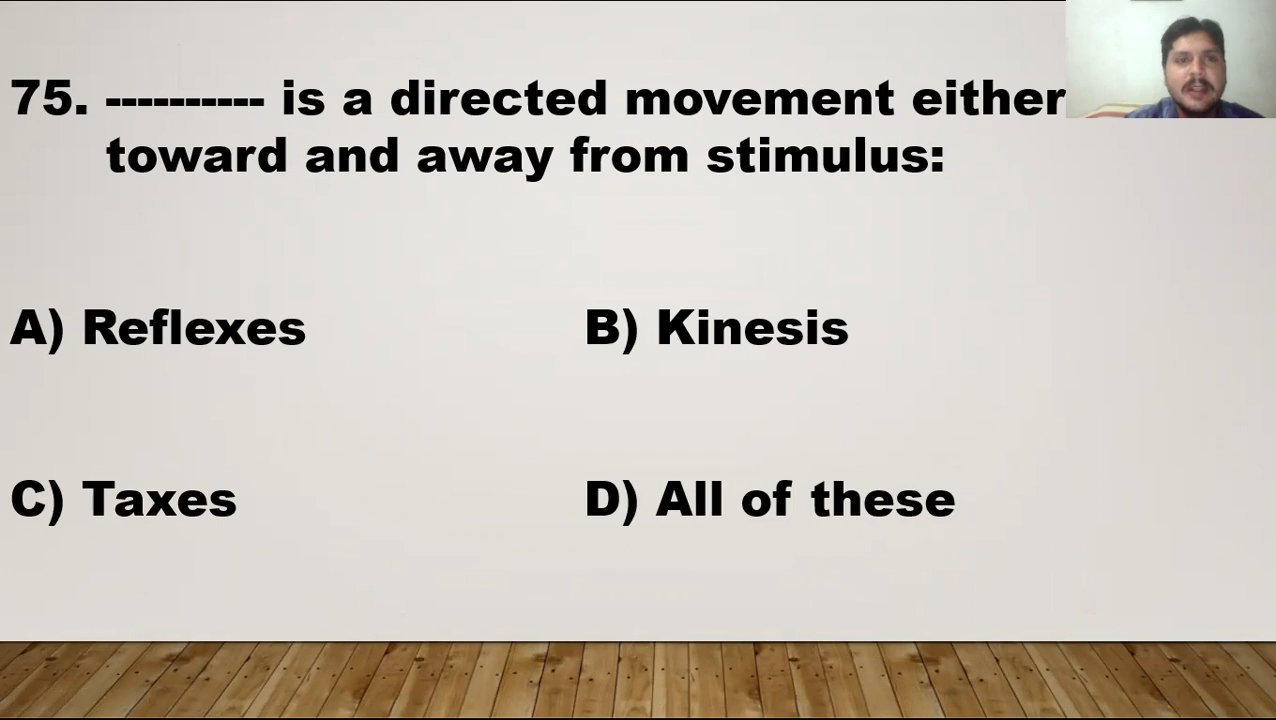 75. ---------- is a directed movement either
toward and away from stimulus:
A) Reflexes
B) Kinesis
C) Taxes
D) All of these